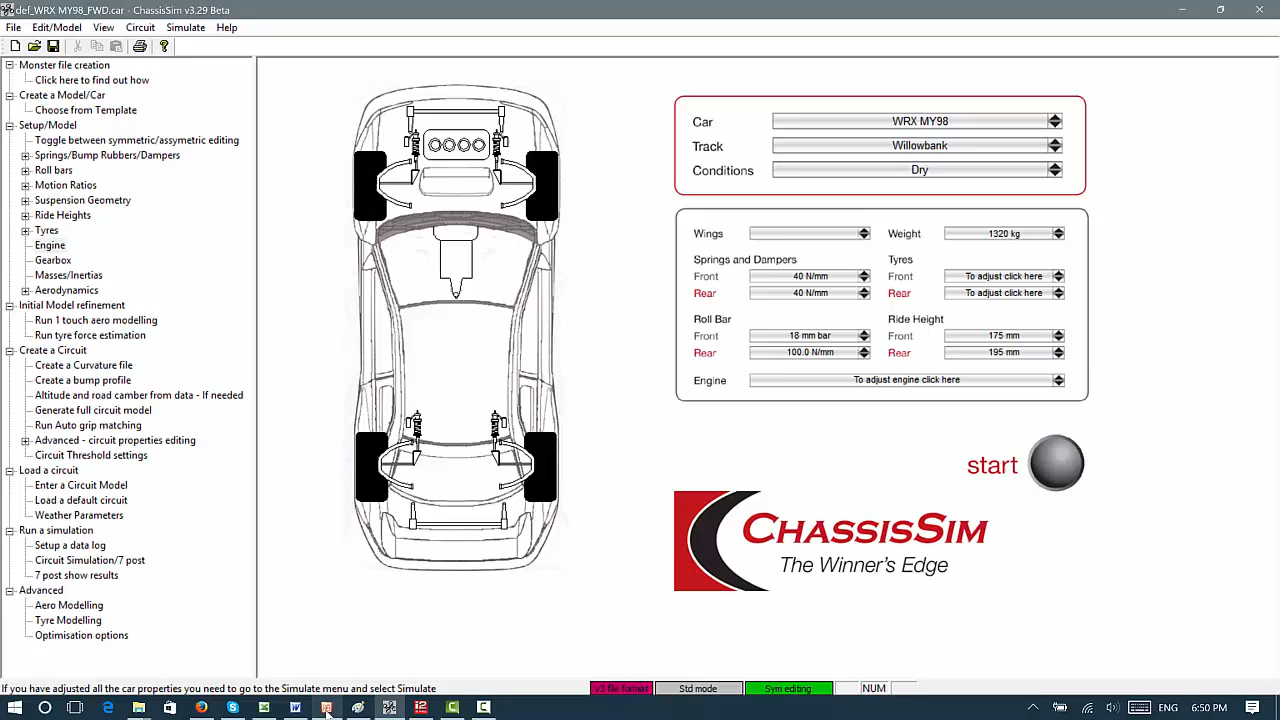 def_WRX MY98_FWD.car - ChassisSim v3.29 Beta
File Edit/Model View Circuit Simulate Help
Monster file creation
Click here to find out how
Create a Model/Car
Choose from Template
Setup/Model
Toggle between symmetric/assymetric editing
Springs/Bump Rubbers/Dampers
Roll bars
Motion Ratios
Suspension Geometry
Ride Heights
Tyres
Engine
Gearbox
Masses/Inertias
Aerodynamics
Initial Model refinement
Run 1 touch aero modelling
Run tyre force estimation
Create a Circuit
Create a Curvature file
Create a bump profile
Altitude and road camber from data - If needed
Generate full circuit model
Run Auto grip matching
Advanced - circuit properties editing
Circuit Threshold settings
Load a circuit
Enter a Circuit Model
Load a default circuit
Weather Parameters
Run a simulation
Setup a data log
Circuit Simulation/7 post
7 post show results
Advanced
Aero Modelling
Tyre Modelling
Optimisation options
Car WRX MY98
Track Willowbank
Conditions Dry
Wings Weight 1320 kg
Springs and Dampers Tyres
Front 40 N/mm Front To adjust click here
Rear 40 N/mm Rear To adjust click here
Roll Bar Ride Height
Front 18 mm bar Front 175 mm
Rear 100.0 N/mm Rear 195 mm
Engine To adjust engine click here
start
CHASSISSIM
The Winner's Edge
If you have adjusted all the car properties you need to go to the Simulate menu and select Simulate v3 file format Std mode Sym editing NUM
ENG 6:50 PM